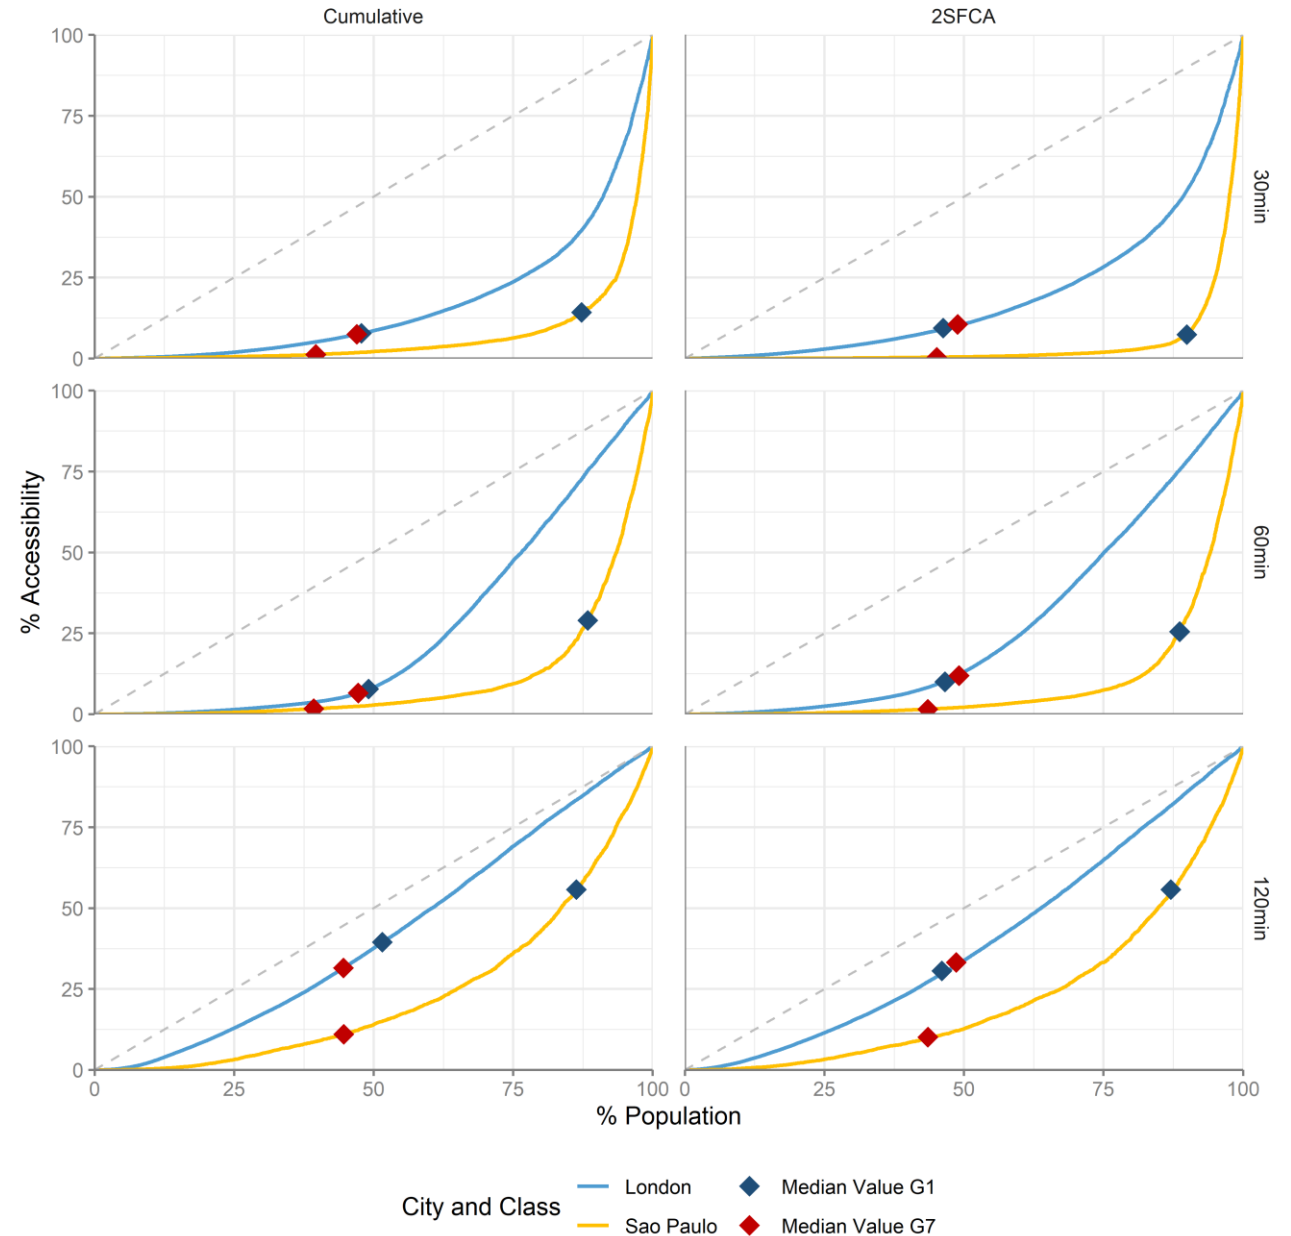 Cumulative
2SFCA
100
75
50
25
0
30min
100
75
50
25
0
60min
% Accessibility
100
75
50
25
0
120min
0 25 50 75 100 0 25 50 75 100
% Population
City and Class
London
Median Value G1
Sao Paulo
Median Value G7